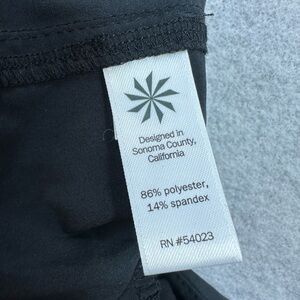 Designed in
Sonoma County,
California
86% polyester,
14% spandex
RN #54023